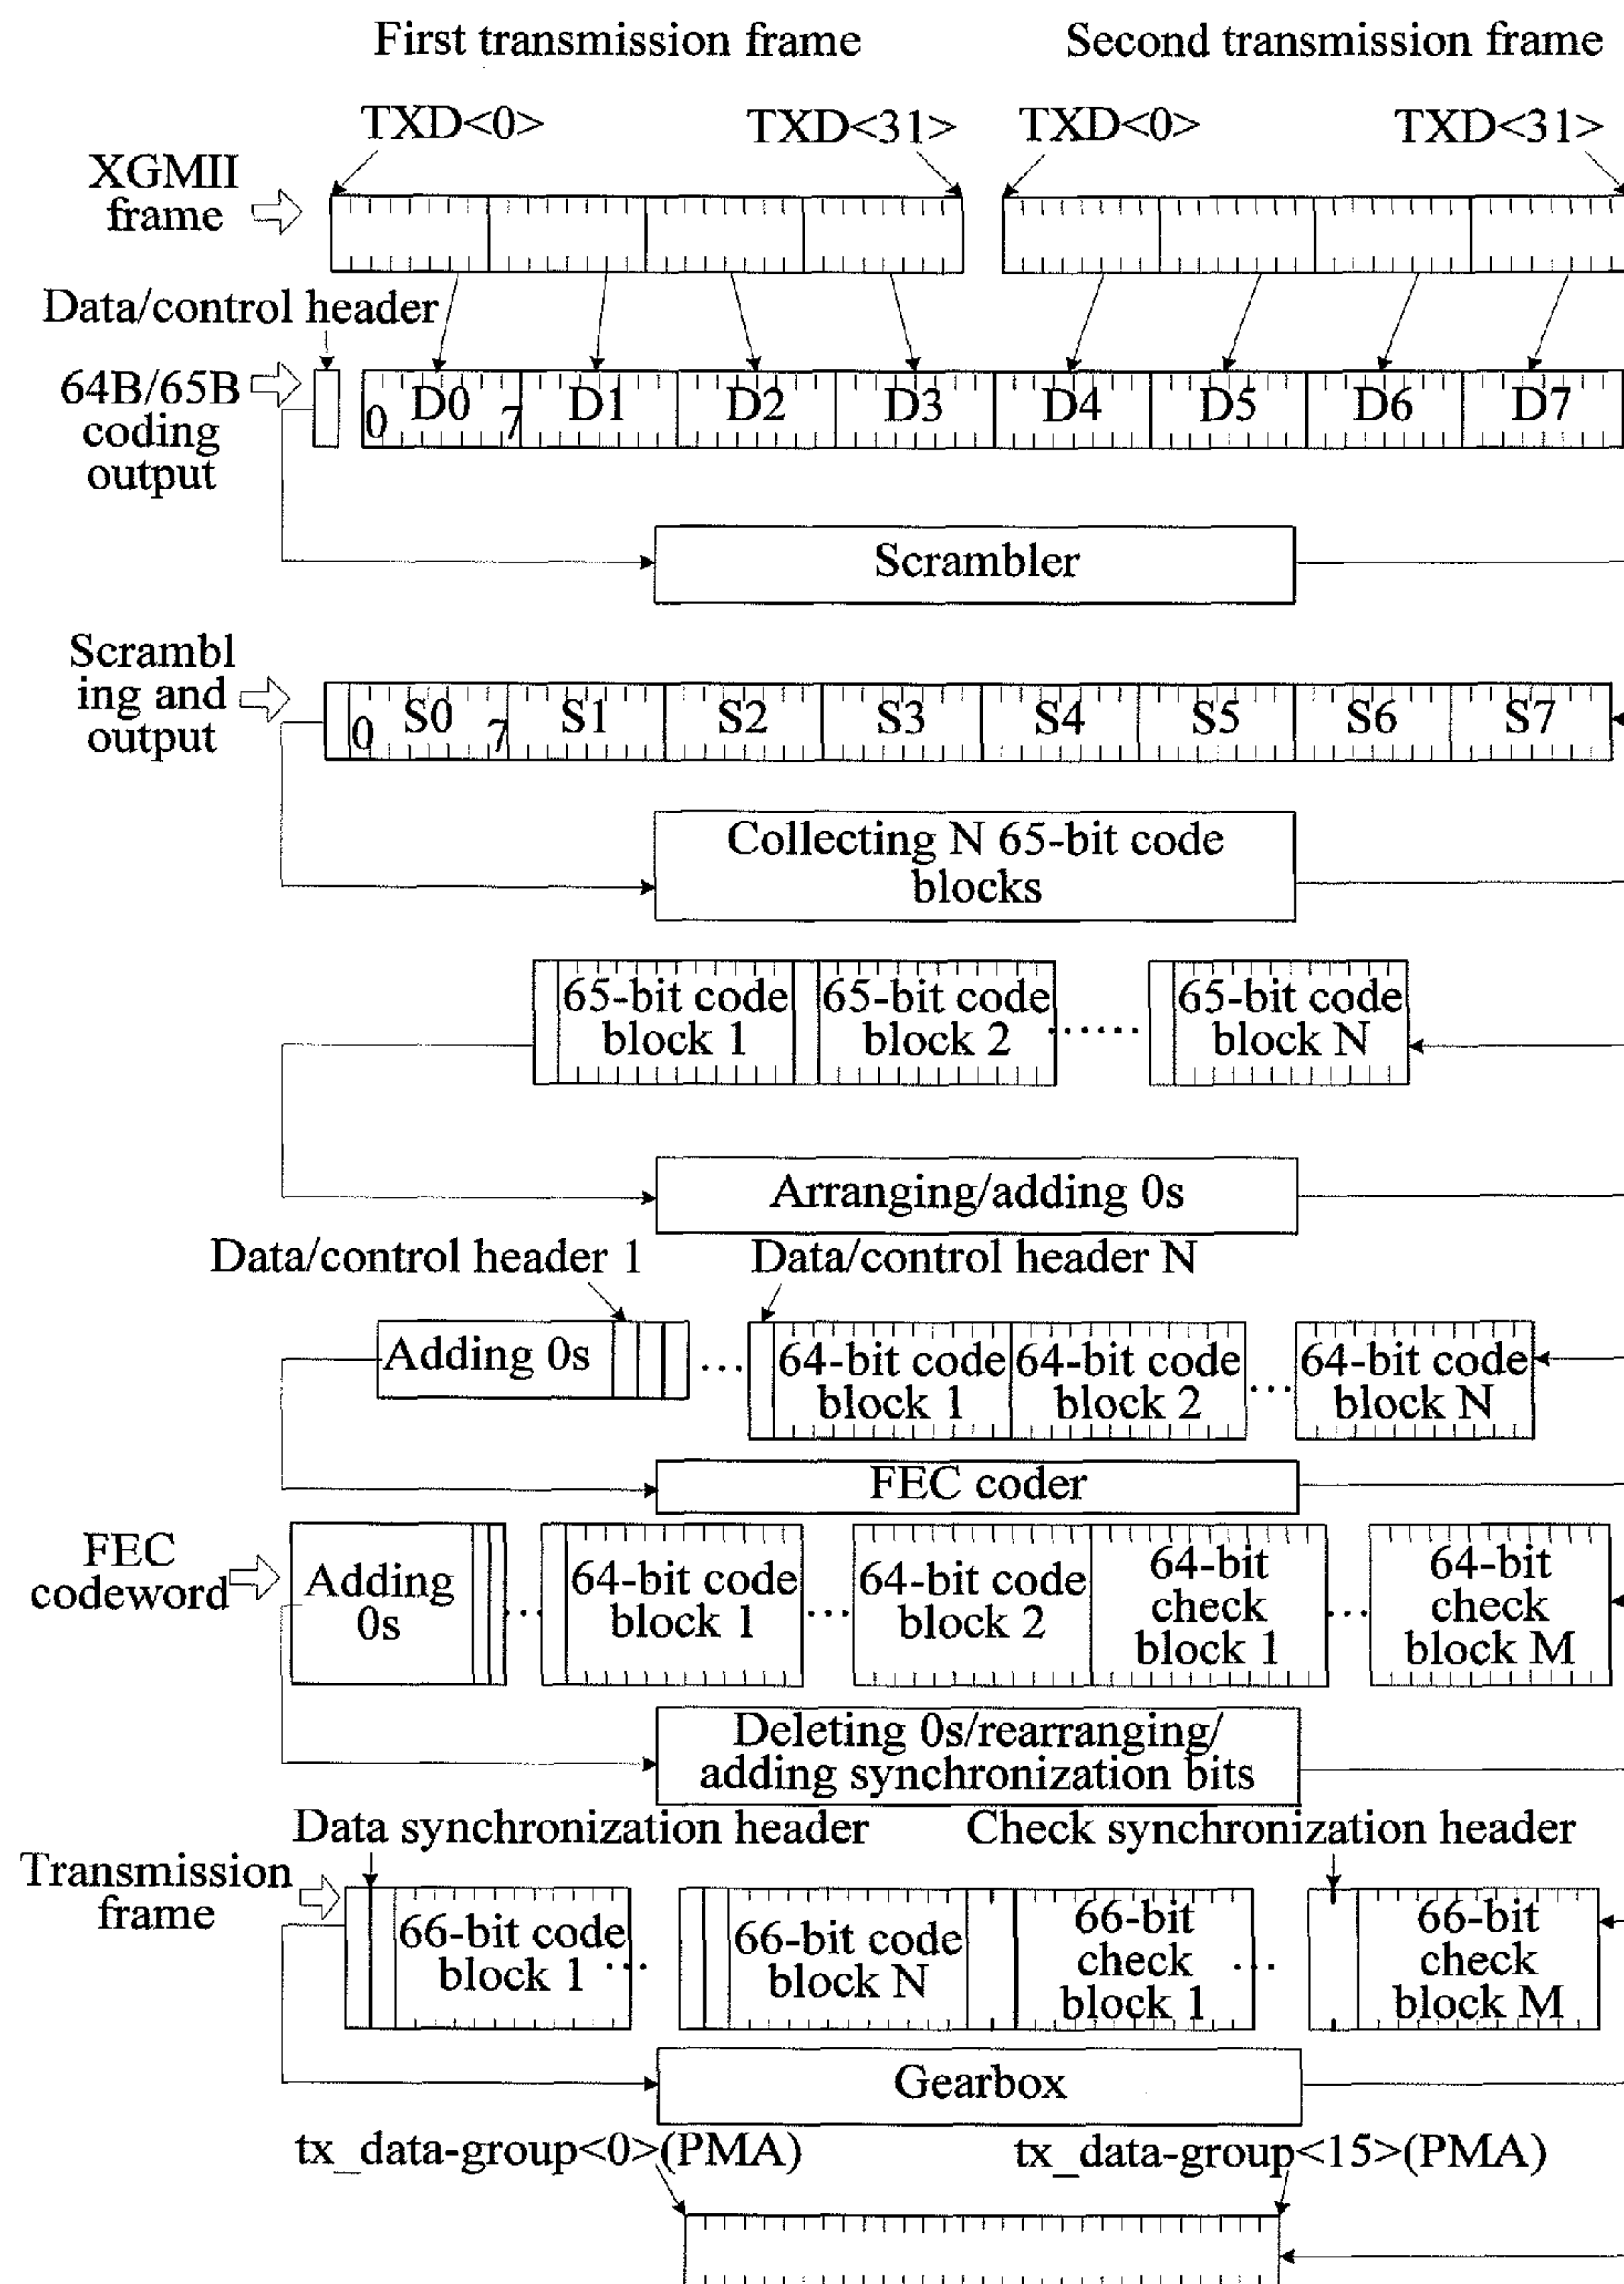 First transmission frame
Second transmission frame
TXD<0>
TXD<31>
TXD<0>
TXD<31>
XGMII
frame
Data/control header
64B/65B
coding
output
0
D0
7
D1
D2
D3
D4
D5
D6
D7
Scrambler
Scrambl
ing and
output
0
S0
7
S1
S2
S3
S4
S5
S6
S7
Collecting N 65-bit code
blocks
65-bit code
block 1
65-bit code
block 2
.......
65-bit code
block N
Arranging/adding 0s
Data/control header 1
Data/control header N
Adding 0s
...
64-bit code
block 1
64-bit code
block 2
...
64-bit code
block N
FEC coder
FEC
codeword
Adding
0s
...
64-bit code
block 1
...
64-bit code
block 2
64-bit
check
block 1
...
64-bit
check
block M
Deleting 0s/rearranging/
adding synchronization bits
Data synchronization header
Check synchronization header
Transmission
frame
66-bit code
block 1
...
66-bit code
block N
66-bit
check
block 1
...
66-bit
check
block M
Gearbox
tx_data-group<0>(PMA)
tx_data-group<15>(PMA)